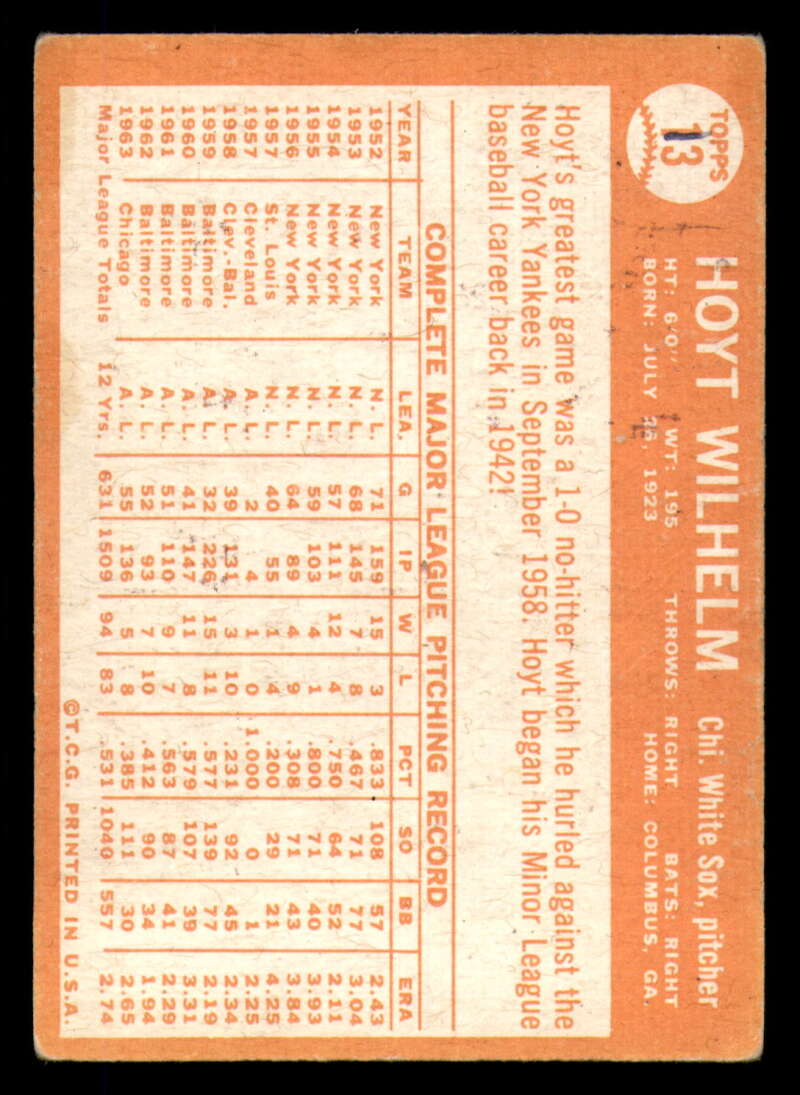 TOPPS
13
HOYT WILHELM Chi. White Sox, pitcher
HT: 6'0" WT: 195 THROWS: RIGHT BATS: RIGHT
BORN: JULY 26, 1923 HOME: COLUMBUS, GA.
Hoyt's greatest game was a 1-0 no-hitter which he hurled against the
New York Yankees in September 1958. Hoyt began his Minor League
baseball career back in 1942!
COMPLETE MAJOR LEAGUE PITCHING RECORD
YEAR TEAM LEA. G IP W L PCT SO BB ERA
1952 New York N. L. 71 159 15 3 .833 108 57 2.43
1953 New York N. L. 68 145 7 8 .467 71 77 3.04
1954 New York N. L. 57 111 12 4 .750 64 52 2.11
1955 New York N. L. 59 103 4 1 .800 71 40 3.93
1956 New York N. L. 64 89 4 9 .308 71 43 3.84
1957 St. Louis N. L. 40 55 1 4 .200 29 21 4.25
1957 Cleveland A. L. 2 4 1 0 1.000 0 1 2.25
1958 Clev.-Bal. A. L. 39 131 3 10 .231 92 45 2.34
1959 Baltimore A. L. 32 226 15 11 .577 139 77 2.19
1960 Baltimore A. L. 41 147 11 8 .579 107 39 3.31
1961 Baltimore A. L. 51 110 9 7 .563 87 41 2.29
1962 Baltimore A. L. 52 93 7 10 .412 90 34 1.94
1963 Chicago A. L. 55 136 5 8 .385 111 30 2.65
Major League Totals 12 Yrs. 631 1509 94 83 .531 1040 557 2.74
©T.C.G PRINTED IN U.S.A.